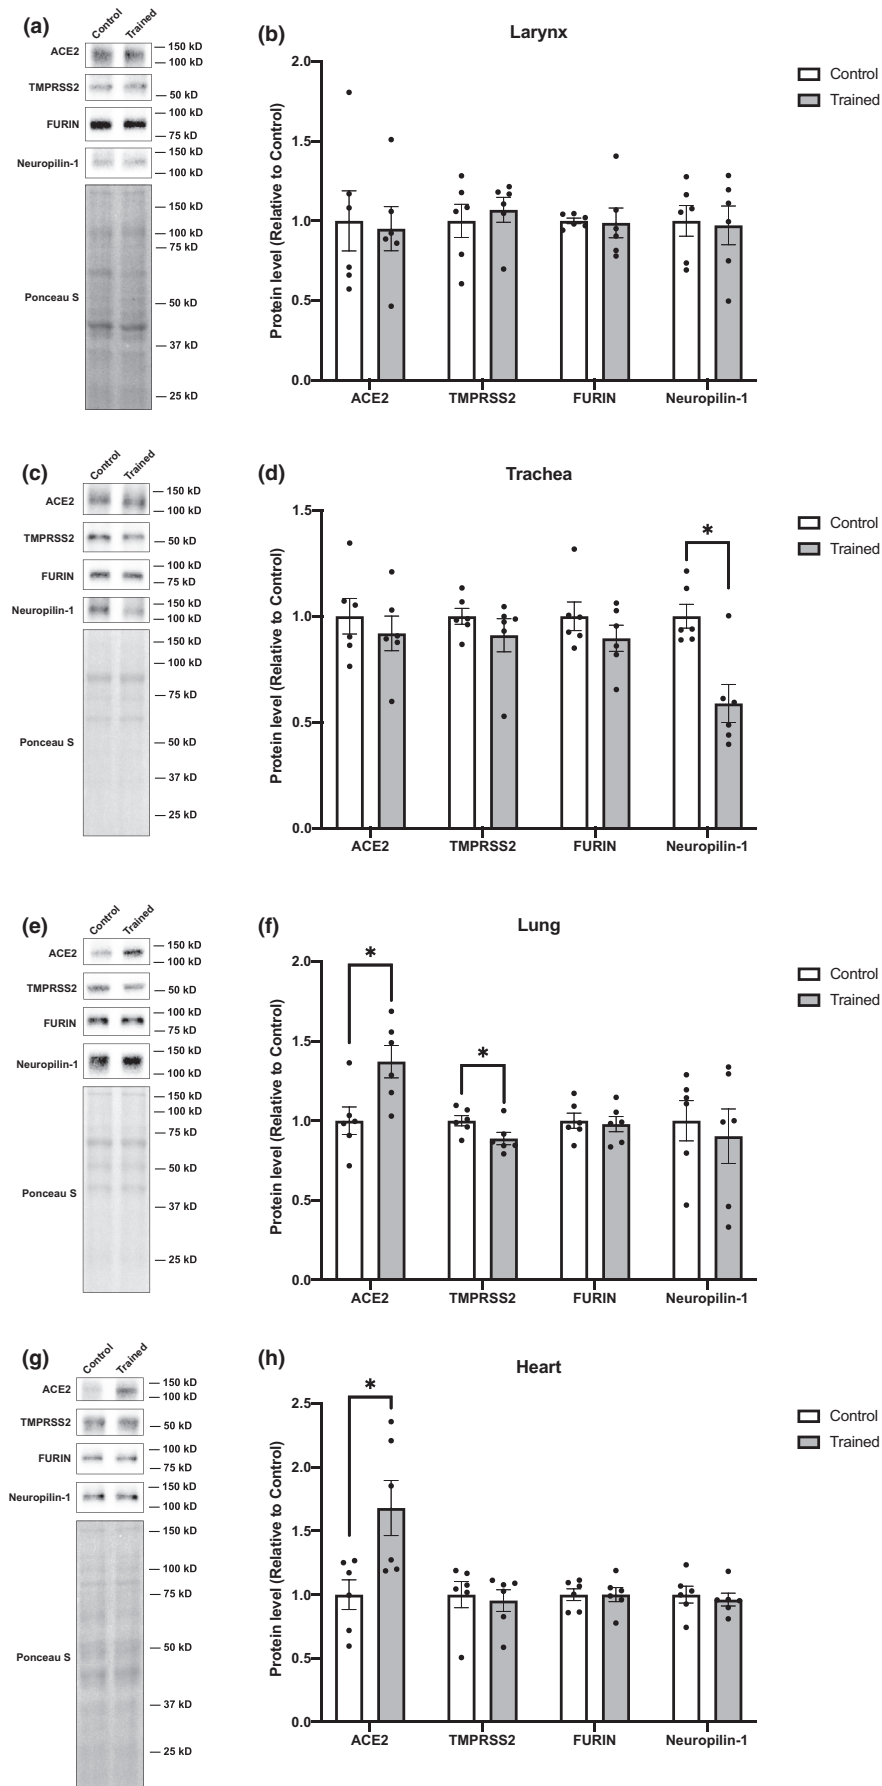 (a)
Control Trained
ACE2
150 kD
100 kD
TMPRSS2
50 kD
FURIN
100 kD
75 kD
Neuropilin-1
150 kD
100 kD
Ponceau S
150 kD
100 kD
75 kD
50 kD
37 kD
25 kD
(b)
Larynx
Protein level (Relative to Control)
2.0
1.5
1.0
0.5
0.0
ACE2 TMPRSS2 FURIN Neuropilin-1
Control
Trained
(c)
Control Trained
ACE2
150 kD
100 kD
TMPRSS2
50 kD
FURIN
100 kD
75 kD
Neuropilin-1
150 kD
100 kD
Ponceau S
150 kD
100 kD
75 kD
50 kD
37 kD
25 kD
(d)
Trachea
Protein level (Relative to Control)
1.5
1.0
0.5
0.0
*
ACE2 TMPRSS2 FURIN Neuropilin-1
Control
Trained
(e)
Control Trained
ACE2
150 kD
100 kD
TMPRSS2
50 kD
FURIN
100 kD
75 kD
Neuropilin-1
150 kD
100 kD
Ponceau S
150 kD
100 kD
75 kD
50 kD
37 kD
25 kD
(f)
Lung
Protein level (Relative to Control)
2.0
1.5
1.0
0.5
0.0
*
*
ACE2 TMPRSS2 FURIN Neuropilin-1
Control
Trained
(g)
Control Trained
ACE2
150 kD
100 kD
TMPRSS2
50 kD
FURIN
100 kD
75 kD
Neuropilin-1
150 kD
100 kD
Ponceau S
150 kD
100 kD
75 kD
50 kD
37 kD
25 kD
(h)
Heart
Protein level (Relative to Control)
2.5
2.0
1.5
1.0
0.5
0.0
*
ACE2 TMPRSS2 FURIN Neuropilin-1
Control
Trained